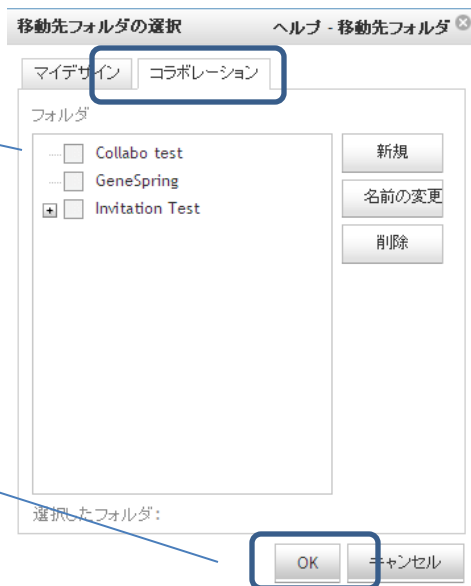 移動先フォルダの選択 ヘルプ - 移動先フォルダ
マイデザイン コラボレーション
フォルダ
Collabo test
GeneSpring
Invitation Test
新規
名前の変更
削除
選択したフォルダ:
OK キャンセル